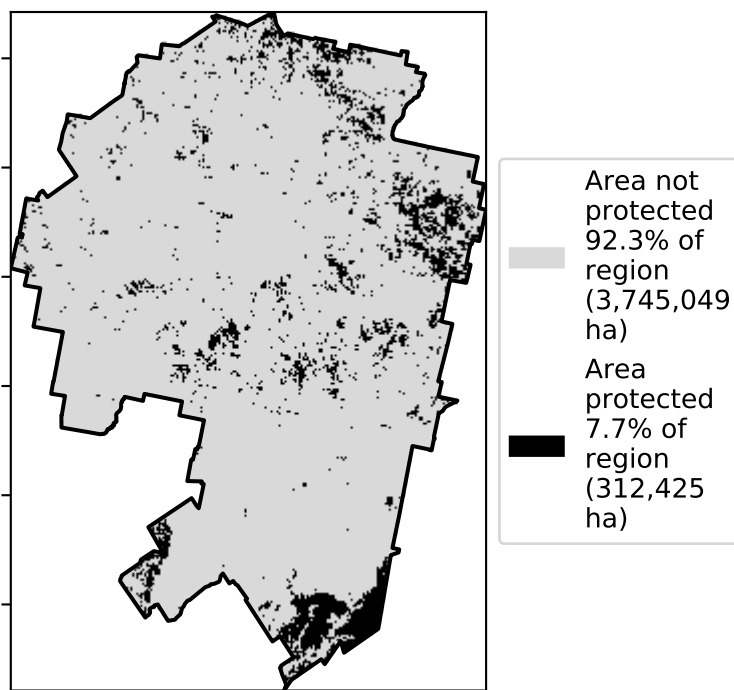 Area not
protected
92.3% of
region
(3,745,049
ha)
Area
protected
7.7% of
region
(312,425
ha)